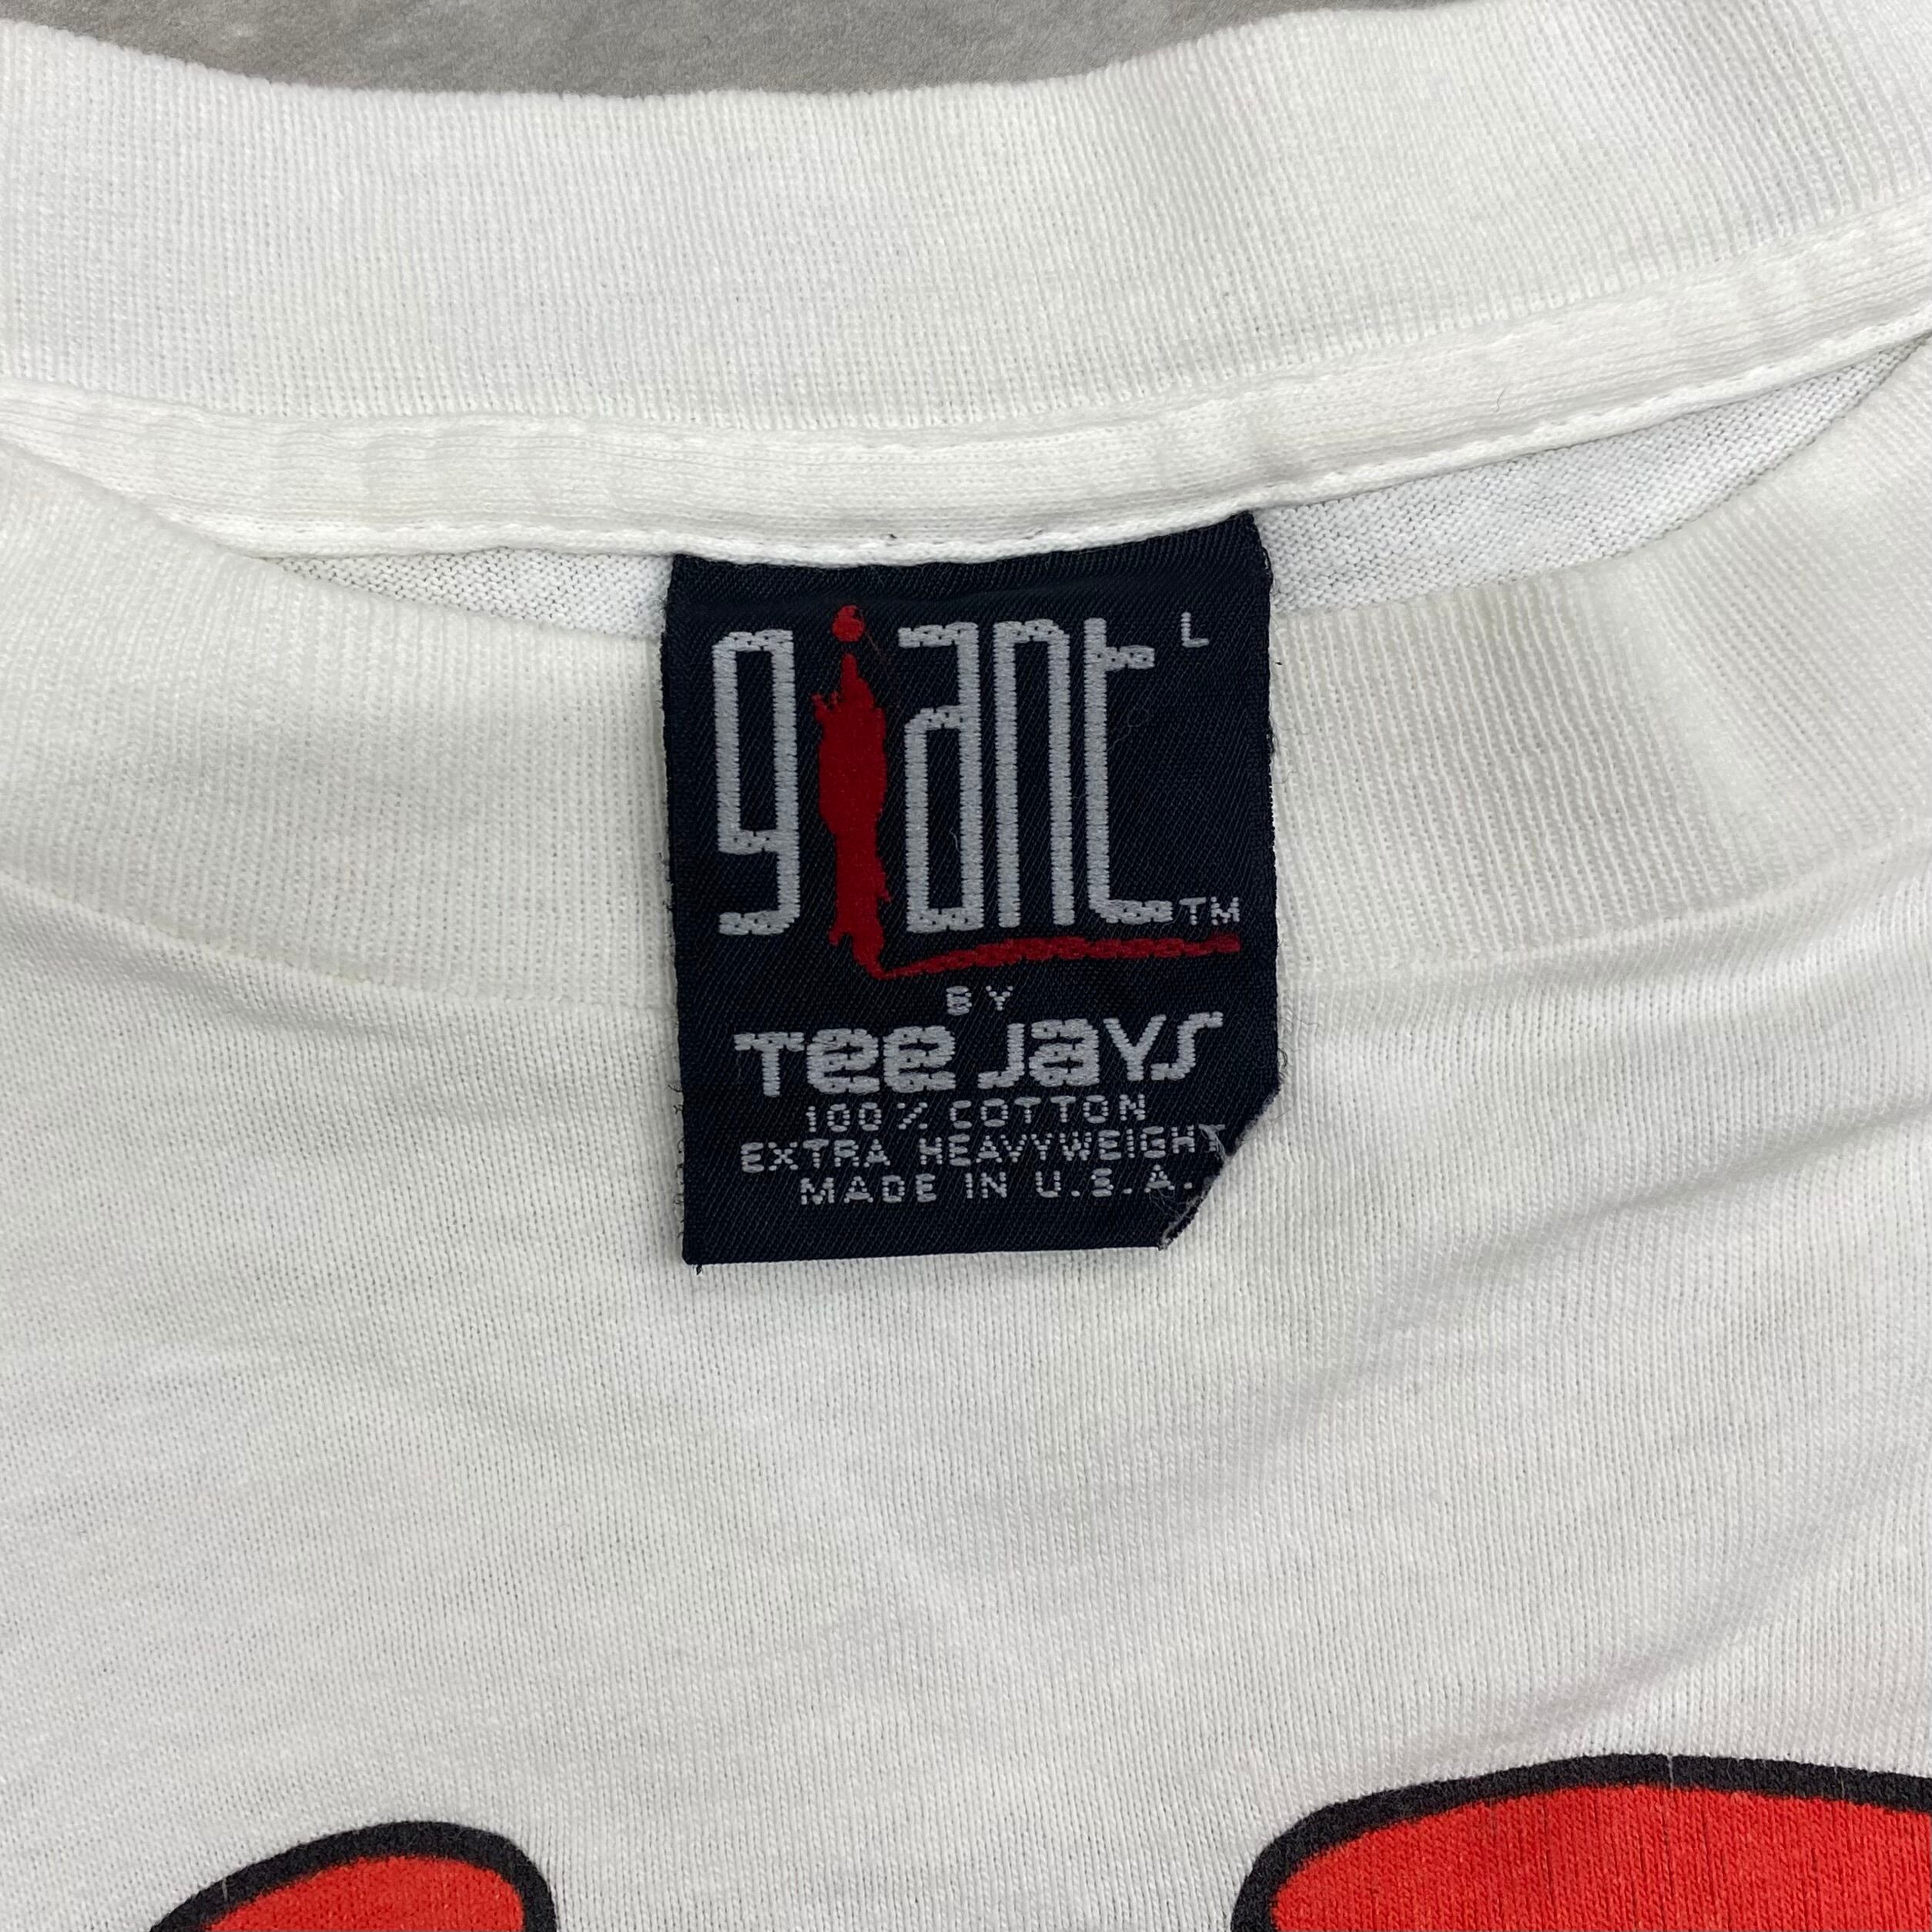 giant L
TM
BY
Tee Jays
100% COTTON
EXTRA HEAVYWEIGHT
MADE IN U.S.A.